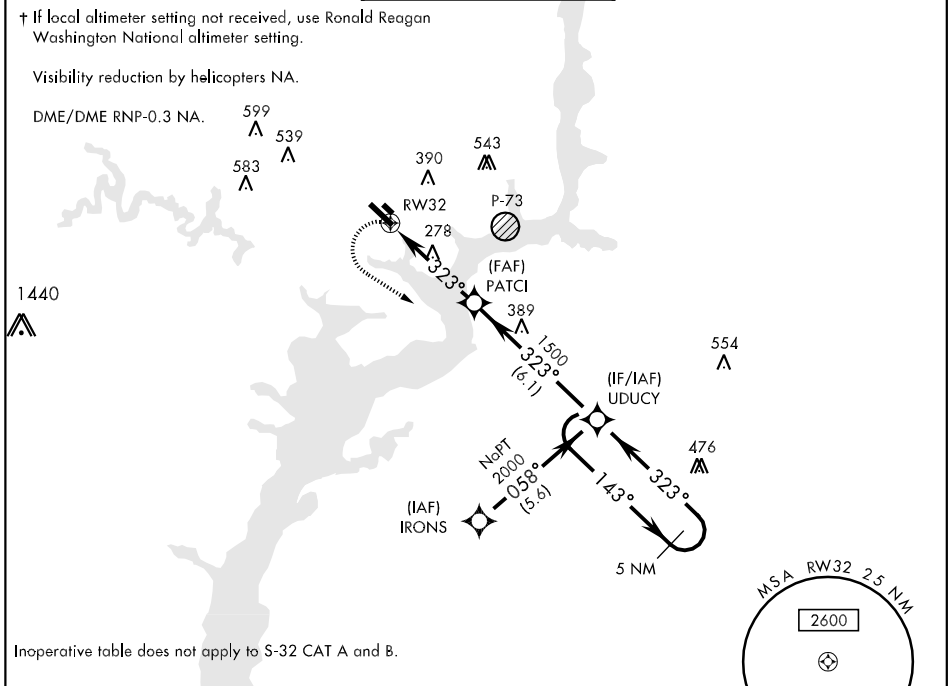 † If local altimeter setting not received, use Ronald Reagan
Washington National altimeter setting.
Visibility reduction by helicopters NA.
DME/DME RNP-0.3 NA.
599
539
583
390
543
RW32
P-73
278
323°
(FAF)
PATCI
1440
389
1500
323°
(6.1)
554
(IF/IAF)
UDUCY
476
NoPT
2000
058°
(5.6)
143°
323°
(IAF)
IRONS
5 NM
MSA RW32 25 NM
2600
Inoperative table does not apply to S-32 CAT A and B.